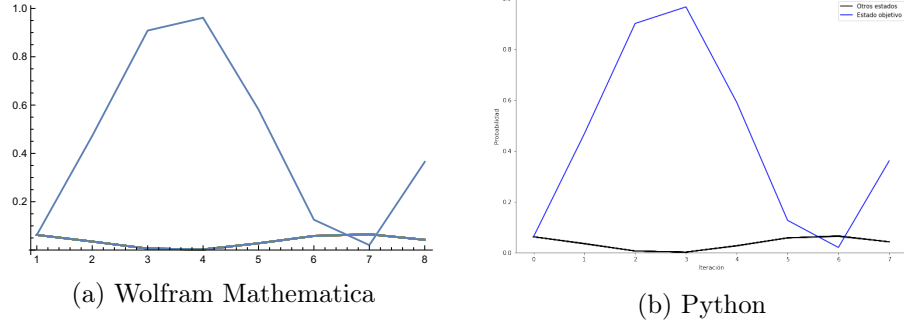 1.0
0.8
0.6
0.4
0.2
1 2 3 4 5 6 7 8
(a) Wolfram Mathematica
Otros estados
Estado objetivo
1.0
0.8
0.6
0.4
0.2
0.0
Probabilidad
0 1 2 3 4 5 6 7
Iteración
(b) Python